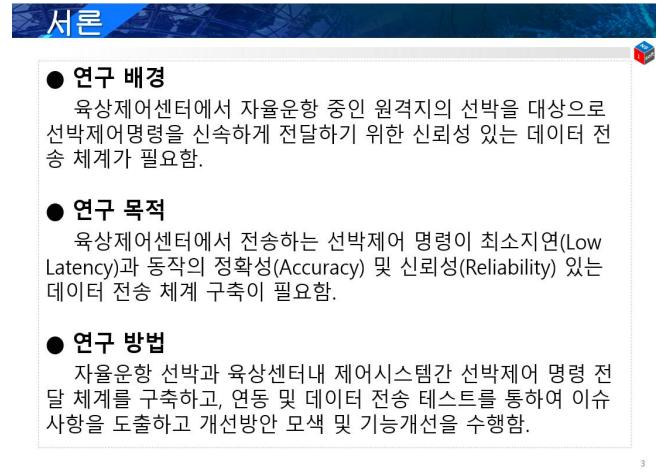 서론
● 연구 배경
육상제어센터에서 자율운항 중인 원격지의 선박을 대상으로
선박제어명령을 신속하게 전달하기 위한 신뢰성 있는 데이터 전
송 체계가 필요함.
● 연구 목적
육상제어센터에서 전송하는 선박제어 명령이 최소지연(Low
Latency)과 동작의 정확성(Accuracy) 및 신뢰성(Reliability) 있는
데이터 전송 체계 구축이 필요함.
● 연구 방법
자율운항 선박과 육상센터내 제어시스템간 선박제어 명령 전
달 체계를 구축하고, 연동 및 데이터 전송 테스트를 통하여 이슈
사항을 도출하고 개선방안 모색 및 기능개선을 수행함.
3